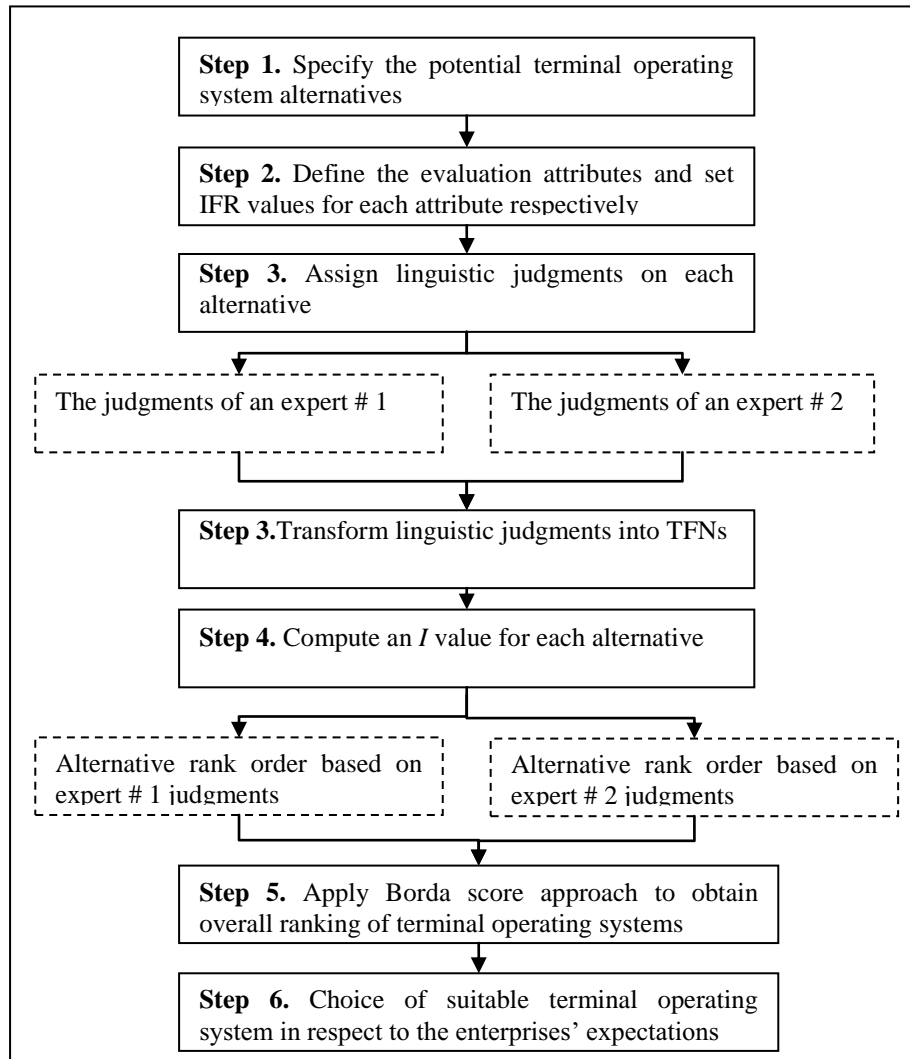 Step 1. Specify the potential terminal operating
system alternatives
Step 2. Define the evaluation attributes and set
IFR values for each attribute respectively
Step 3. Assign linguistic judgments on each
alternative
The judgments of an expert # 1
The judgments of an expert # 2
Step 3.Transform linguistic judgments into TFNs
Step 4. Compute an I value for each alternative
Alternative rank order based on
expert # 1 judgments
Alternative rank order based on
expert # 2 judgments
Step 5. Apply Borda score approach to obtain
overall ranking of terminal operating systems
Step 6. Choice of suitable terminal operating
system in respect to the enterprises’ expectations